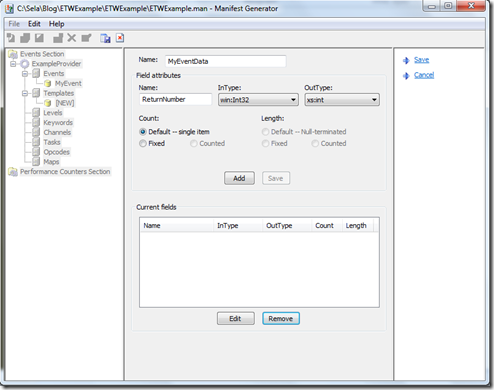 C:\Sela\Blog\ETWExample\ETWExample\ETWExample.man - Manifest Generator
File Edit Help
Events Section
ExampleProvider
Events
MyEvent
Templates
[NEW]
Levels
Keywords
Channels
Tasks
Opcodes
Maps
Performance Counters Section
Name: MyEventData
Field attributes
Name: InType: OutType:
ReturnNumber win:Int32 xs:int
Count: Length:
Default -- single item Default -- Null-terminated
Fixed Counted Fixed Counted
Add Save
Current fields
Name InType OutType Count Length
Edit Remove
Save
Cancel